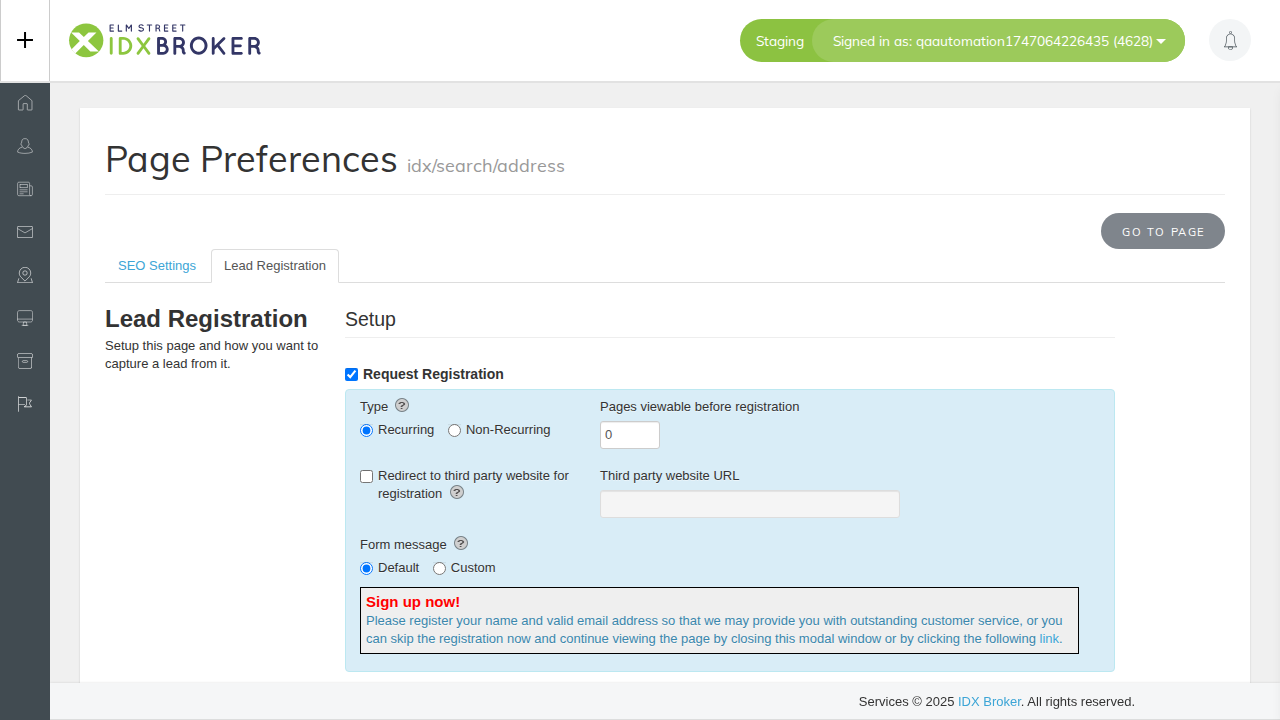 ELM STREET
IDXBROKER
Staging
Signed in as: qaautomation1747064226435 (4628)
Page Preferences idx/search/address
GO TO PAGE
SEO Settings
Lead Registration
Lead Registration
Setup this page and how you want to
capture a lead from it.
Setup
Request Registration
Type ?
Pages viewable before registration
Recurring
Non-Recurring
0
Redirect to third party website for
registration ?
Third party website URL
Form message ?
Default
Custom
Sign up now!
Please register your name and valid email address so that we may provide you with outstanding customer service, or you
can skip the registration now and continue viewing the page by closing this modal window or by clicking the following link.
Services © 2025 IDX Broker. All rights reserved.